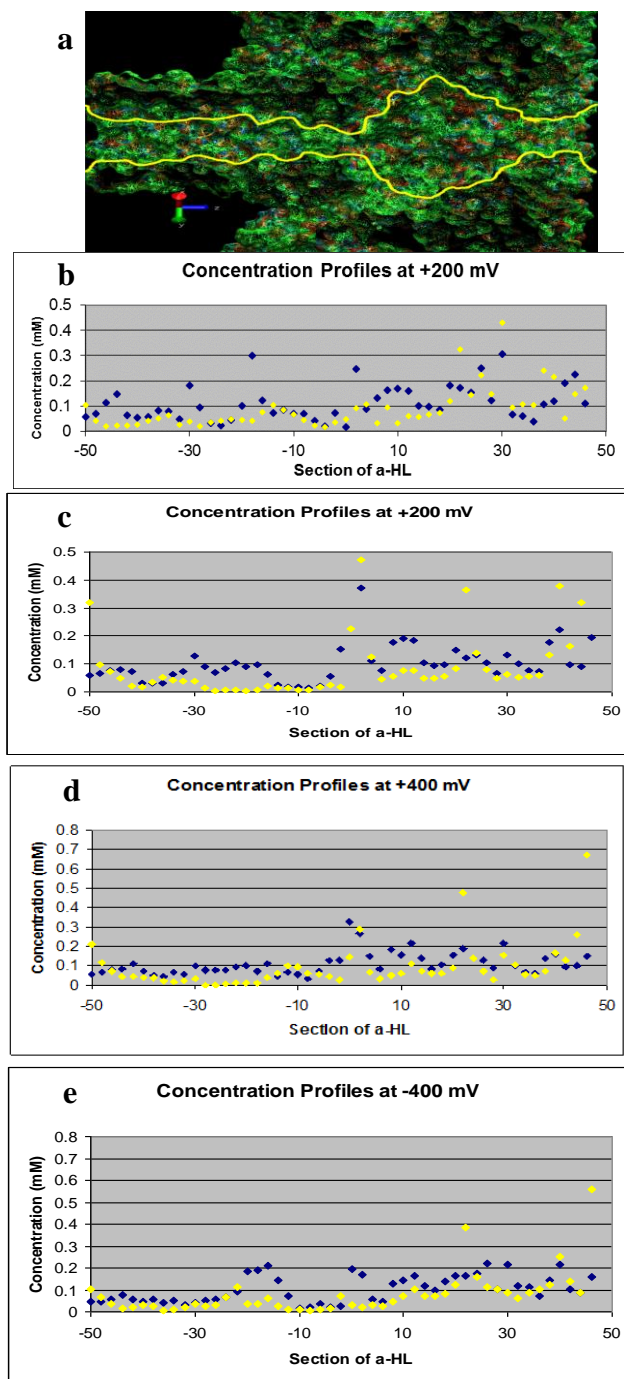 a
b
Concentration Profiles at +200 mV
Concentration (mM)
0.5
0.4
0.3
0.2
0.1
0
-50 -30 -10 10 30 50
Section of a-HL
c
Concentration Profiles at +200 mV
Concentration (mM)
0.5
0.4
0.3
0.2
0.1
0
-50 -30 -10 10 30 50
Section of a-HL
d
Concentration Profiles at +400 mV
Concentration (mM)
0.8
0.7
0.6
0.5
0.4
0.3
0.2
0.1
0
-50 -30 -10 10 30 50
Section of a-HL
e
Concentration Profiles at -400 mV
Concentration (mM)
0.8
0.7
0.6
0.5
0.4
0.3
0.2
0.1
0
-50 -30 -10 10 30 50
Section of a-HL